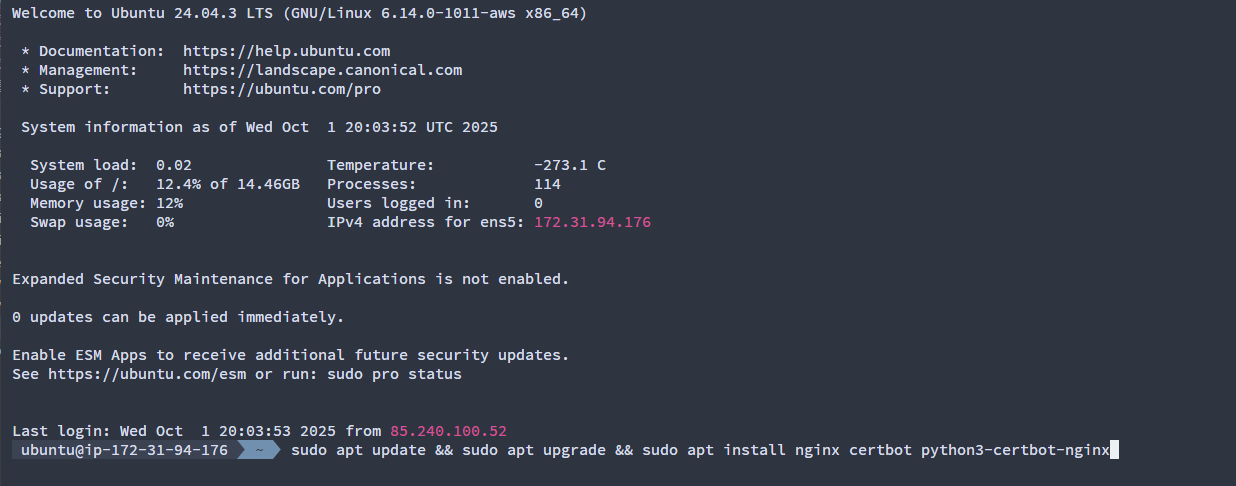 Welcome to Ubuntu 24.04.3 LTS (GNU/Linux 6.14.0-1011-aws x86_64)
* Documentation: https://help.ubuntu.com
* Management: https://landscape.canonical.com
* Support: https://ubuntu.com/pro
System information as of Wed Oct 1 20:03:52 UTC 2025
System load: 0.02 Temperature: -273.1 C
Usage of /: 12.4% of 14.46GB Processes: 114
Memory usage: 12% Users logged in: 0
Swap usage: 0% IPv4 address for ens5: 172.31.94.176
Expanded Security Maintenance for Applications is not enabled.
0 updates can be applied immediately.
Enable ESM Apps to receive additional future security updates.
See https://ubuntu.com/esm or run: sudo pro status
Last login: Wed Oct 1 20:03:53 2025 from 85.240.100.52
ubuntu@ip-172-31-94-176 ~ sudo apt update && sudo apt upgrade && sudo apt install nginx certbot python3-certbot-nginx